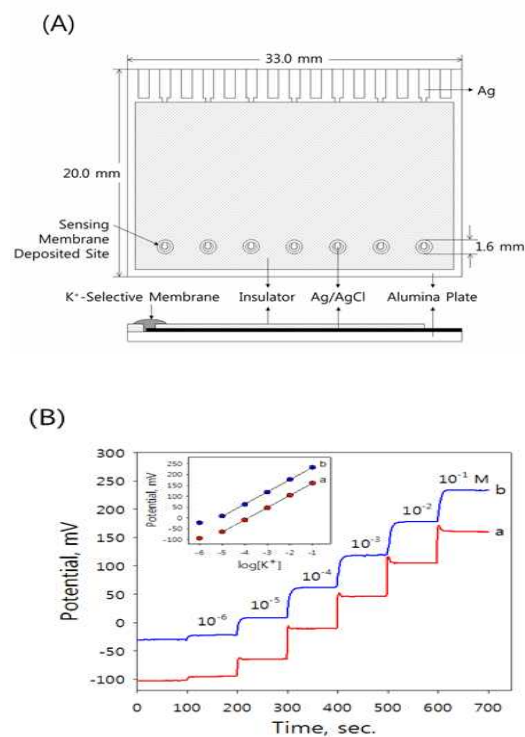 (A)
33.0 mm
Ag
20.0 mm
Sensing
Membrane
Deposited Site
1.6 mm
K⁺-Selective Membrane Insulator Ag/AgCl Alumina Plate
(B)
300
250
200
150
100
50
0
-50
-100
Potential, mV
250
200
150
100
50
0
-50
-100
Potential, mV
b
a
-6 -5 -4 -3 -2 -1
log[K⁺]
10⁻⁶
10⁻⁵
10⁻⁴
10⁻³
10⁻²
10⁻¹ M
b
a
0 100 200 300 400 500 600 700
Time, sec.